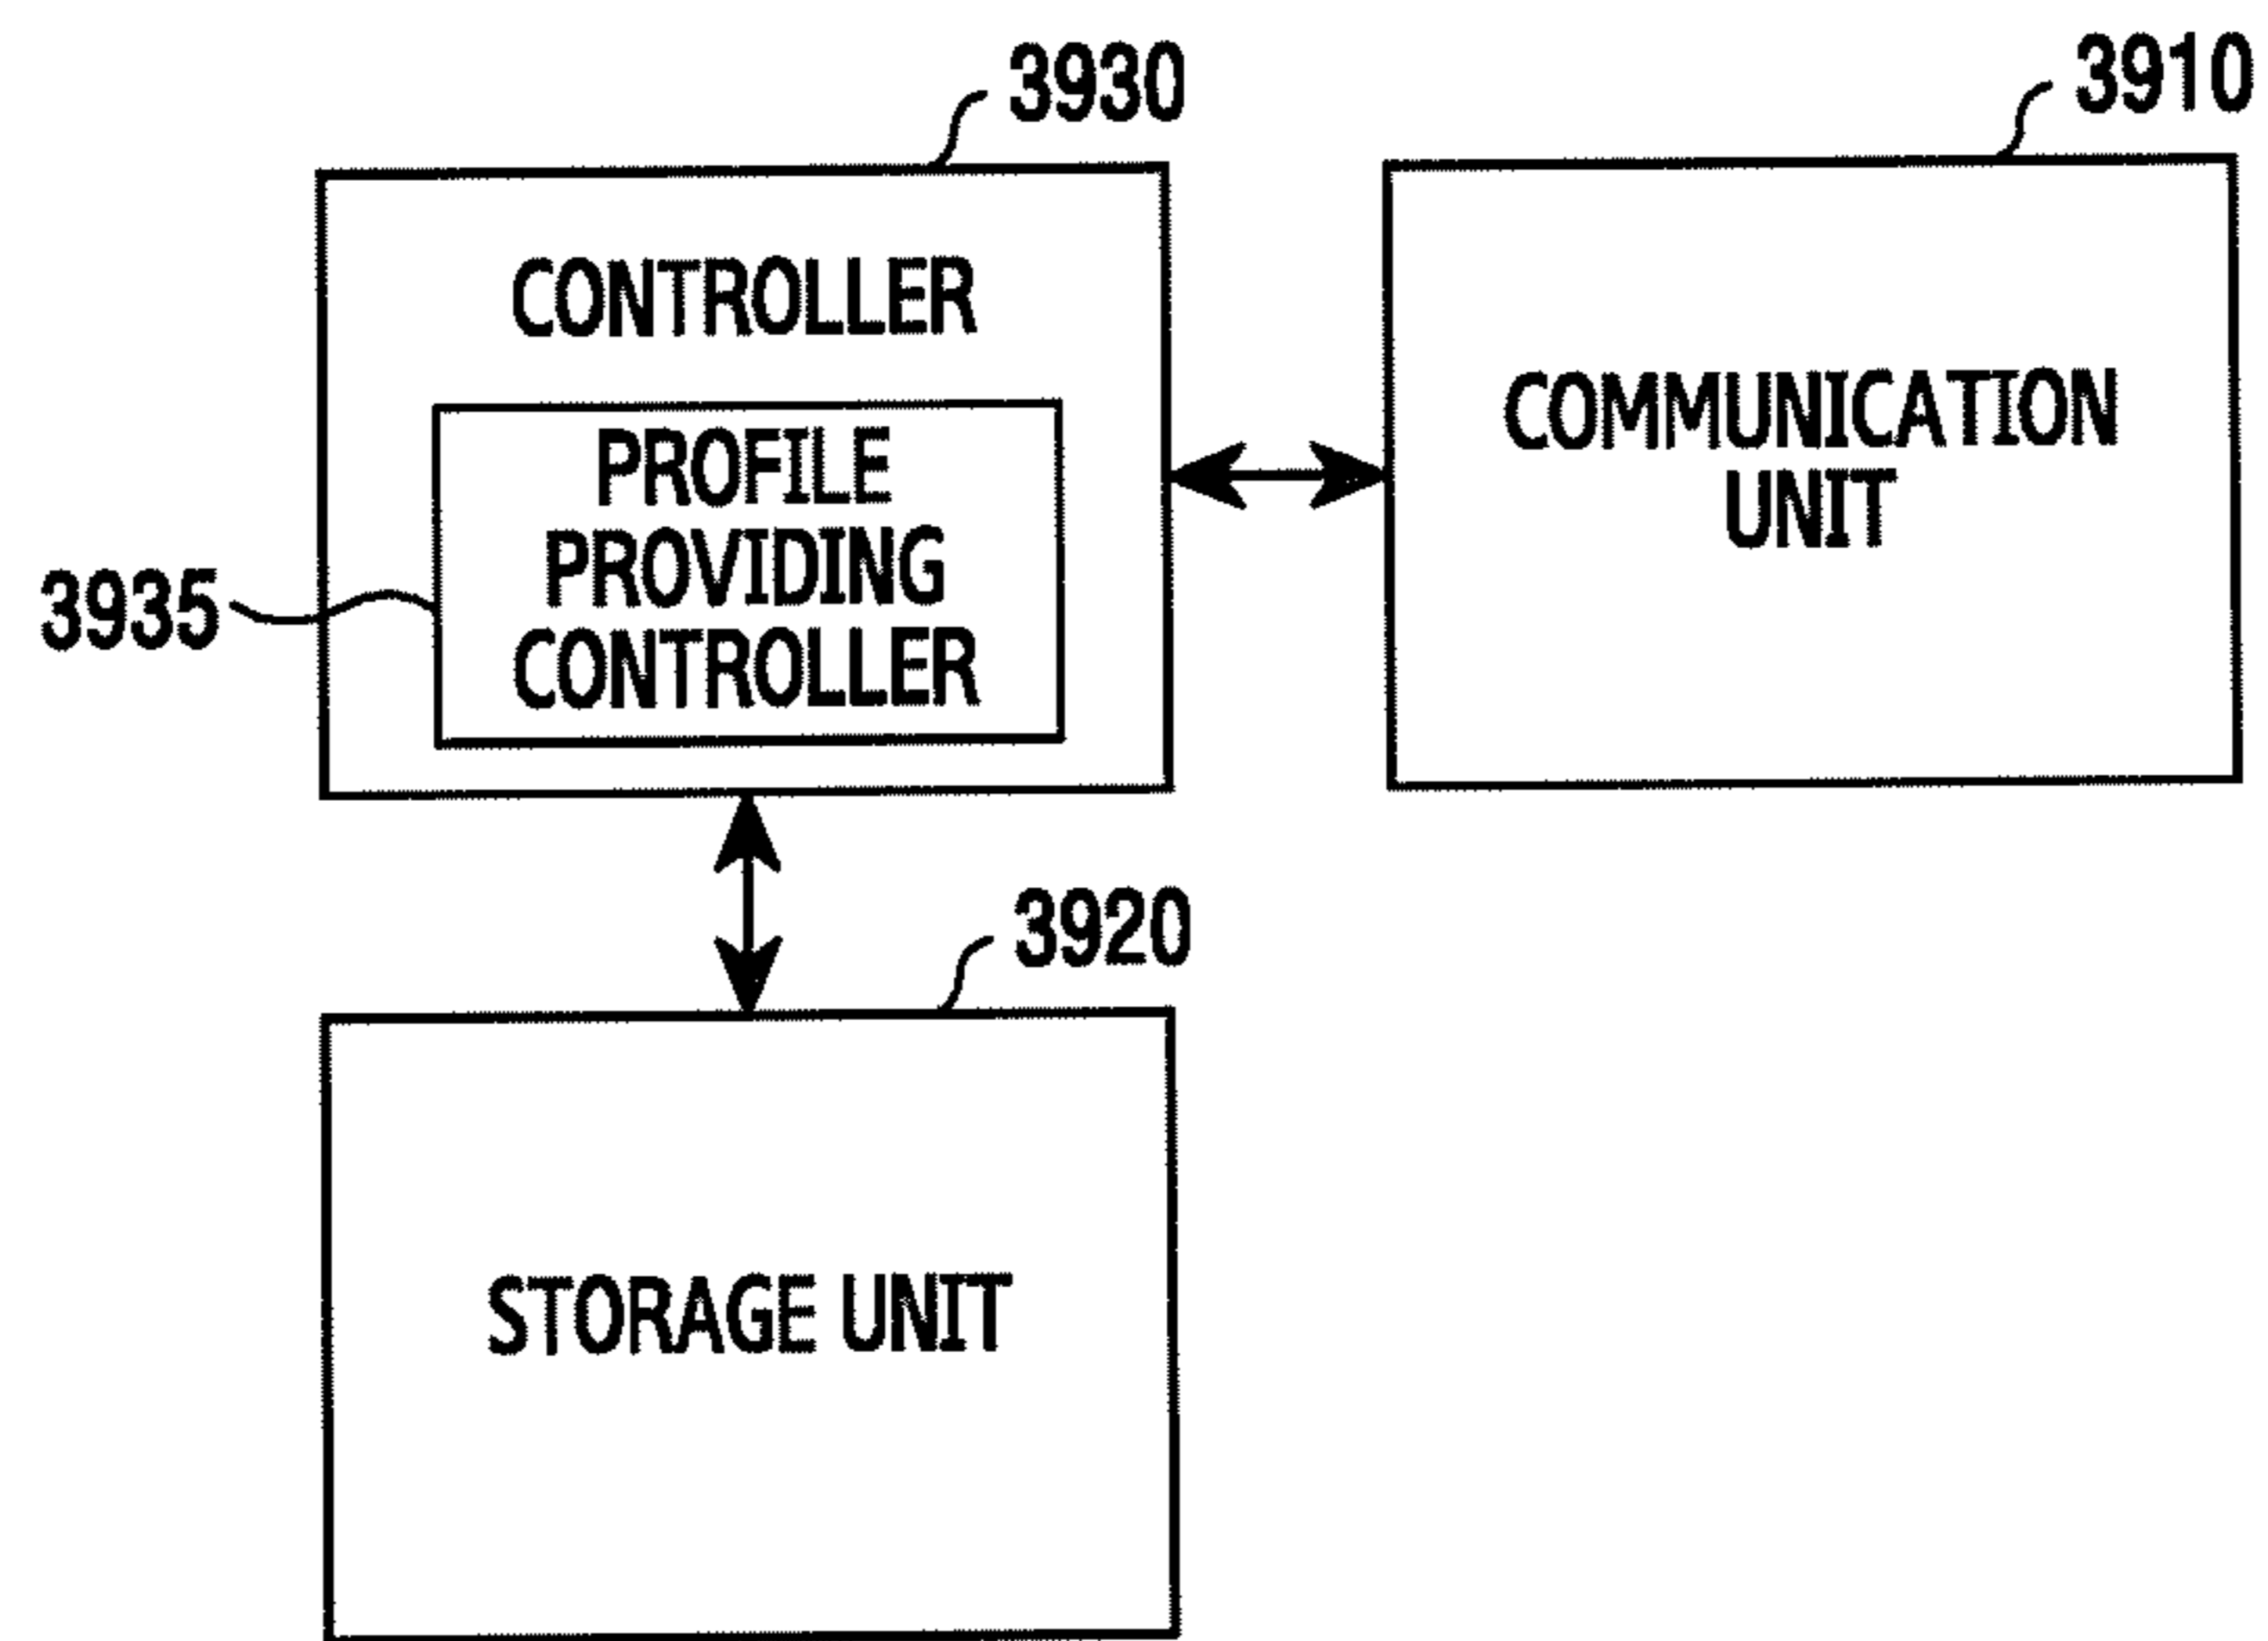 3930
3910
CONTROLLER
PROFILE
PROVIDING
CONTROLLER
3935
COMMUNICATION
UNIT
3920
STORAGE UNIT